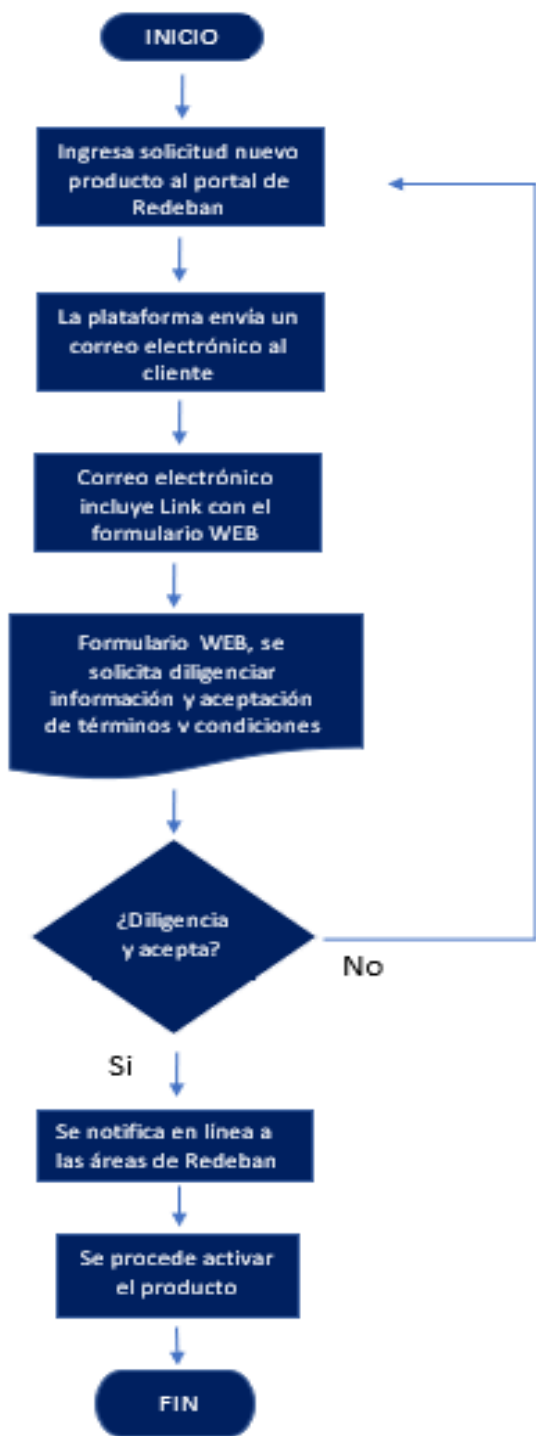 INICIO
Ingresa solicitud nuevo
producto al portal de
Redeban
La plataforma envia un
correo electrónico al
cliente
Correo electrónico
incluye Link con el
formulario WEB
Formulario WEB, se
solicita diligenciar
información y aceptación
de términos y condiciones
¿Diligencia
y acepta?
No
Si
Se notifica en línea a
las áreas de Redeban
Se procede activar
el producto
FIN